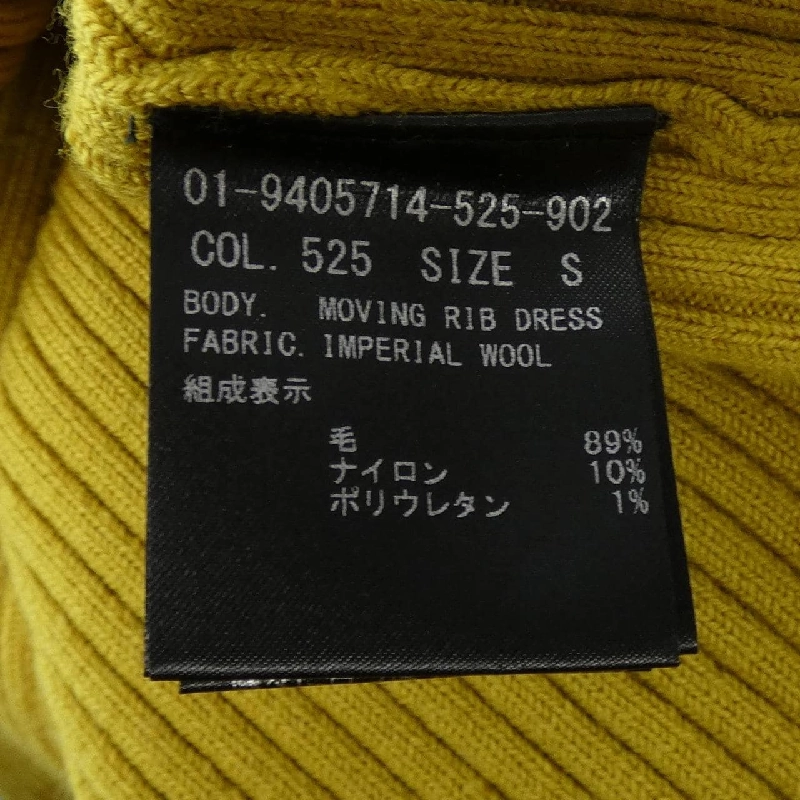 01-9405714-525-902
COL. 525 SIZE S
BODY. MOVING RIB DRESS
FABRIC. IMPERIAL WOOL
組成表示
毛 89%
ナイロン 10%
ポリウレタン 1%